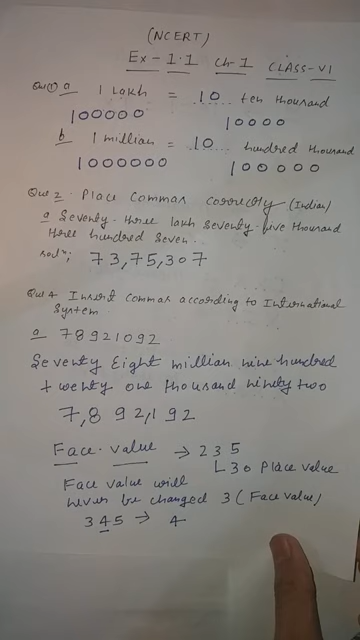 (NCERT)
Ex-1.1 Ch-1 CLASS-VI
Que(1) a 1 lakh = 10 ten thousand
100000 10000
b 1 million = 10 hundred thousand
1000000 100000
Que 2. Place Commas correctly (Indian)
a Seventy-three lakh seventy-five thousand
three hundred Seven.
Solⁿ; 73,75,307
Que 4 Insert Commas according to International
System
a 78921092
Seventy Eight million nine hundred
twenty one thousand ninety two
7,8 92,192
Face-value → 235
30 Place value
Face value will
never be changed 3 (Face value)
345 → 4